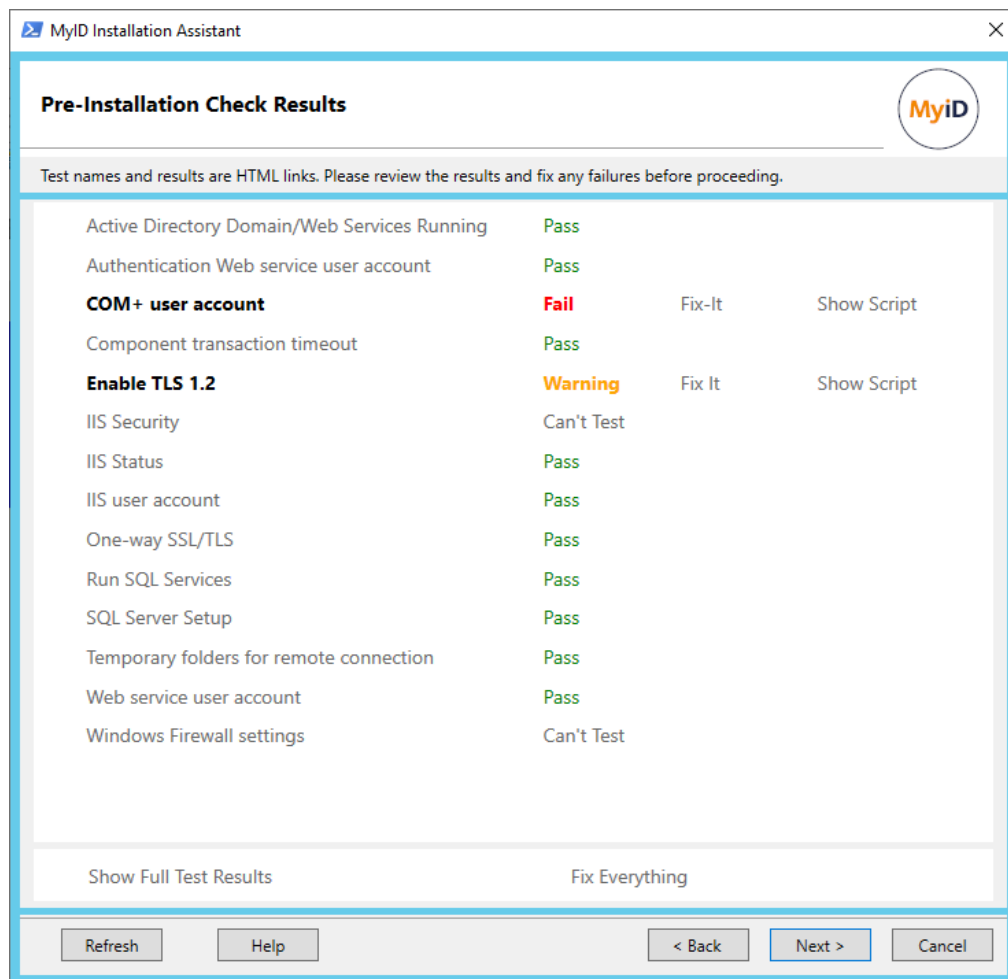 MyID Installation Assistant
Pre-Installation Check Results
MyiD
Test names and results are HTML links. Please review the results and fix any failures before proceeding.
Active Directory Domain/Web Services Running Pass
Authentication Web service user account Pass
COM+ user account Fail Fix-It Show Script
Component transaction timeout Pass
Enable TLS 1.2 Warning Fix It Show Script
IIS Security Can't Test
IIS Status Pass
IIS user account Pass
One-way SSL/TLS Pass
Run SQL Services Pass
SQL Server Setup Pass
Temporary folders for remote connection Pass
Web service user account Pass
Windows Firewall settings Can't Test
Show Full Test Results Fix Everything
Refresh Help < Back Next > Cancel